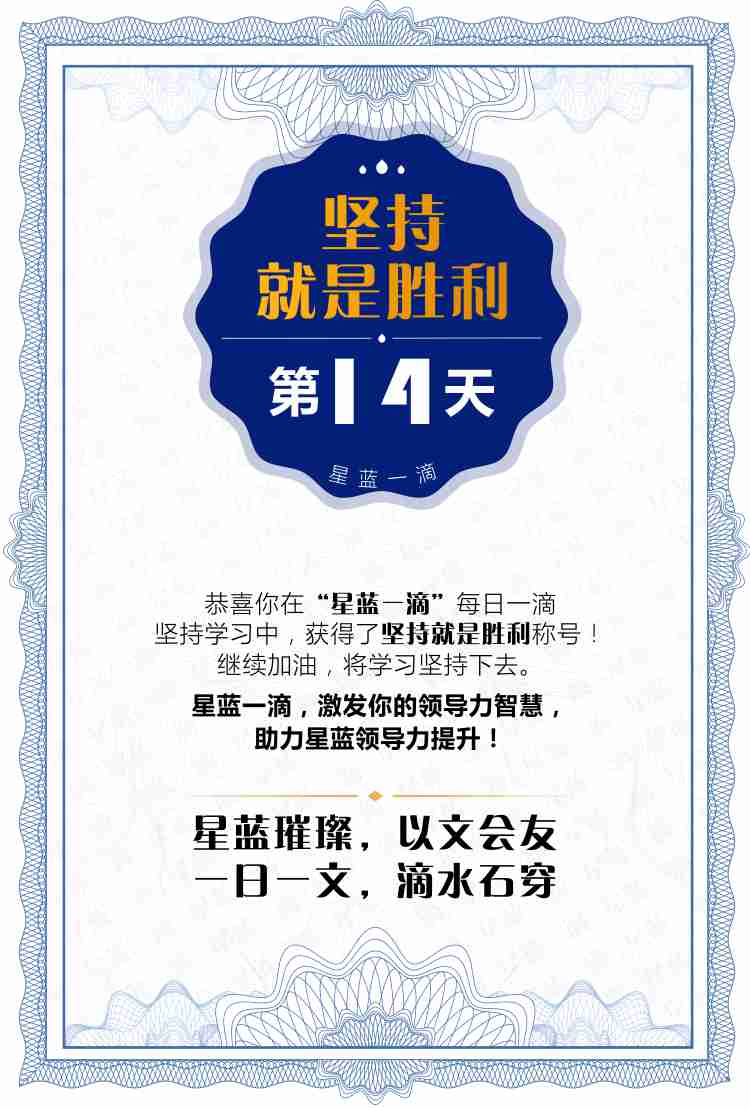 坚持
就是胜利
第14天
星蓝一滴
恭喜你在“星蓝一滴”每日一滴
坚持学习中，获得了坚持就是胜利称号！
继续加油，将学习坚持下去。
星蓝一滴，激发你的领导力智慧，
助力星蓝领导力提升！
星蓝璀璨，以文会友
一日一文，滴水石穿